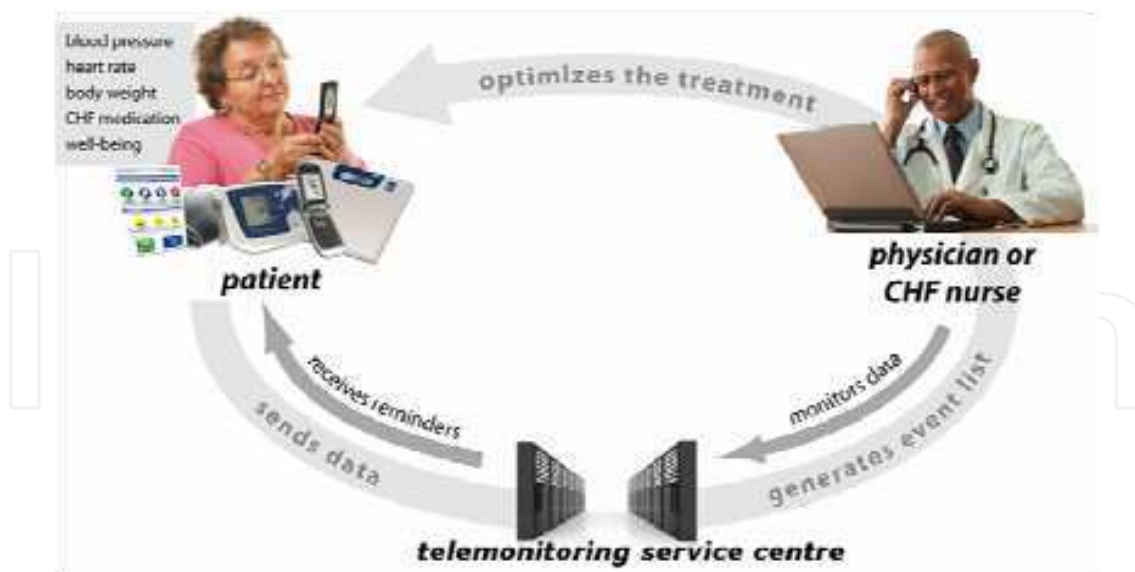 blood pressure
heart rate
body weight
CHF medication
well-being
optimizes the treatment
patient
physician or
CHF nurse
receives reminders
monitors data
sends data
generates event list
telemonitoring service centre